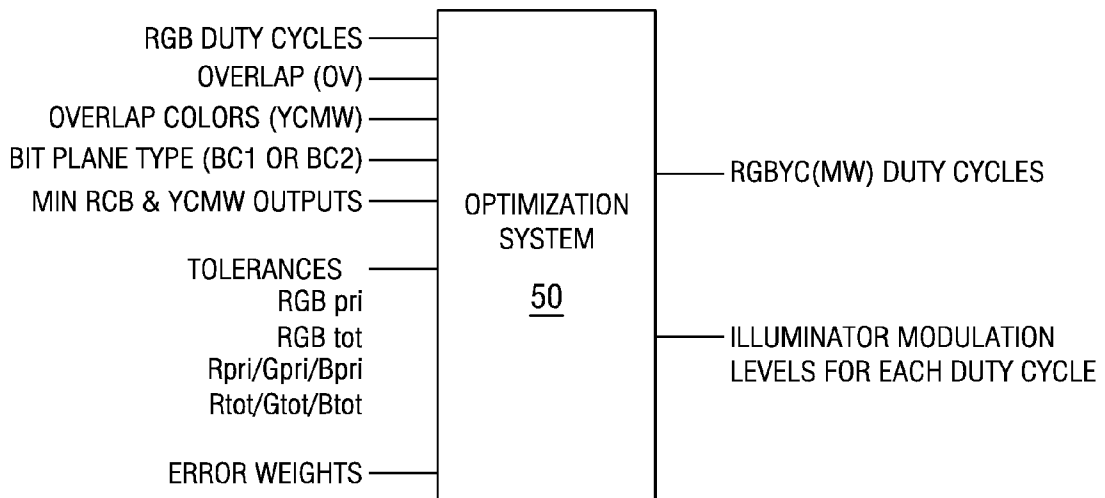 RGB DUTY CYCLES
OVERLAP (OV)
OVERLAP COLORS (YCMW)
BIT PLANE TYPE (BC1 OR BC2)
MIN RCB & YCMW OUTPUTS
TOLERANCES
RGB pri
RGB tot
Rpri/Gpri/Bpri
Rtot/Gtot/Btot
ERROR WEIGHTS
OPTIMIZATION
SYSTEM
50
RGBYC(MW) DUTY CYCLES
ILLUMINATOR MODULATION
LEVELS FOR EACH DUTY CYCLE